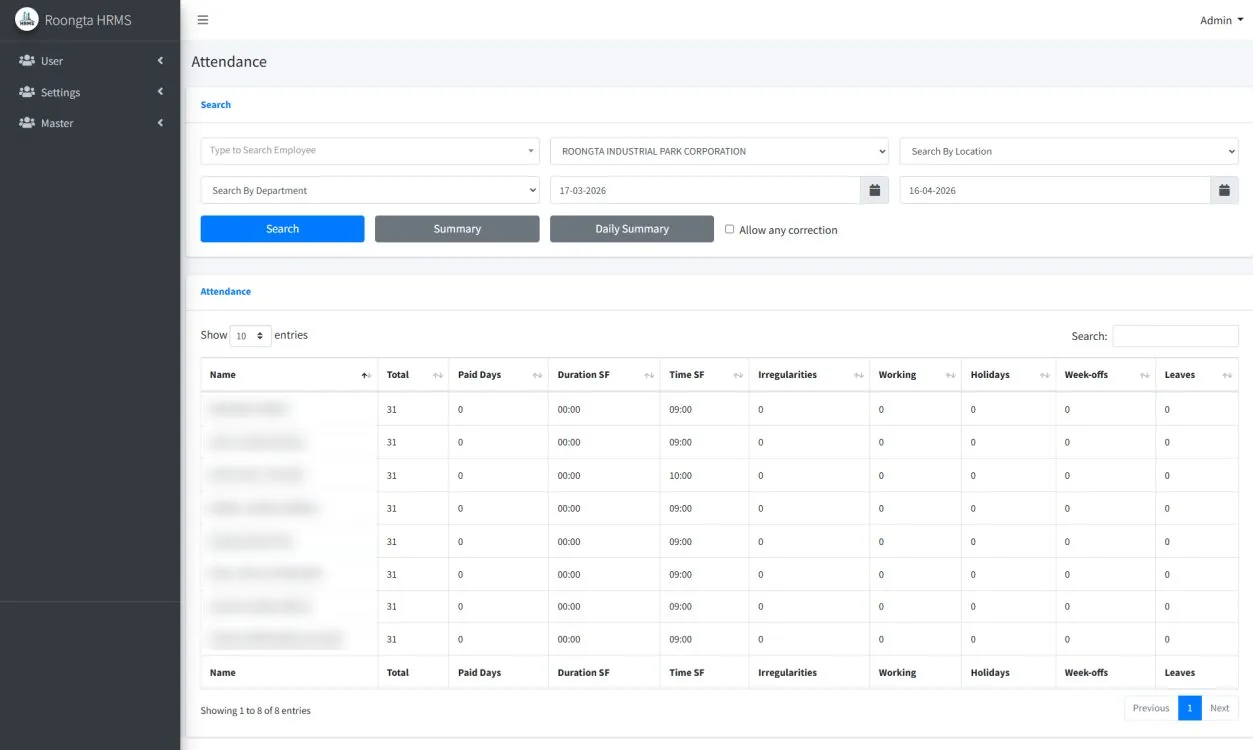 HRMS Roongta HRMS
Admin
User
Settings
Master
Attendance
Search
Type to Search Employee ROONGTA INDUSTRIAL PARK CORPORATION Search By Location
Search By Department 17-03-2026 16-04-2026
Search Summary Daily Summary Allow any correction
Attendance
Show 10 entries Search:
Name Total Paid Days Duration SF Time SF Irregularities Working Holidays Week-offs Leaves
31 0 00:00 09:00 0 0 0 0 0
31 0 00:00 09:00 0 0 0 0 0
31 0 00:00 10:00 0 0 0 0 0
31 0 00:00 09:00 0 0 0 0 0
31 0 00:00 09:00 0 0 0 0 0
31 0 00:00 09:00 0 0 0 0 0
31 0 00:00 09:00 0 0 0 0 0
31 0 00:00 09:00 0 0 0 0 0
Name Total Paid Days Duration SF Time SF Irregularities Working Holidays Week-offs Leaves
Showing 1 to 8 of 8 entries Previous 1 Next